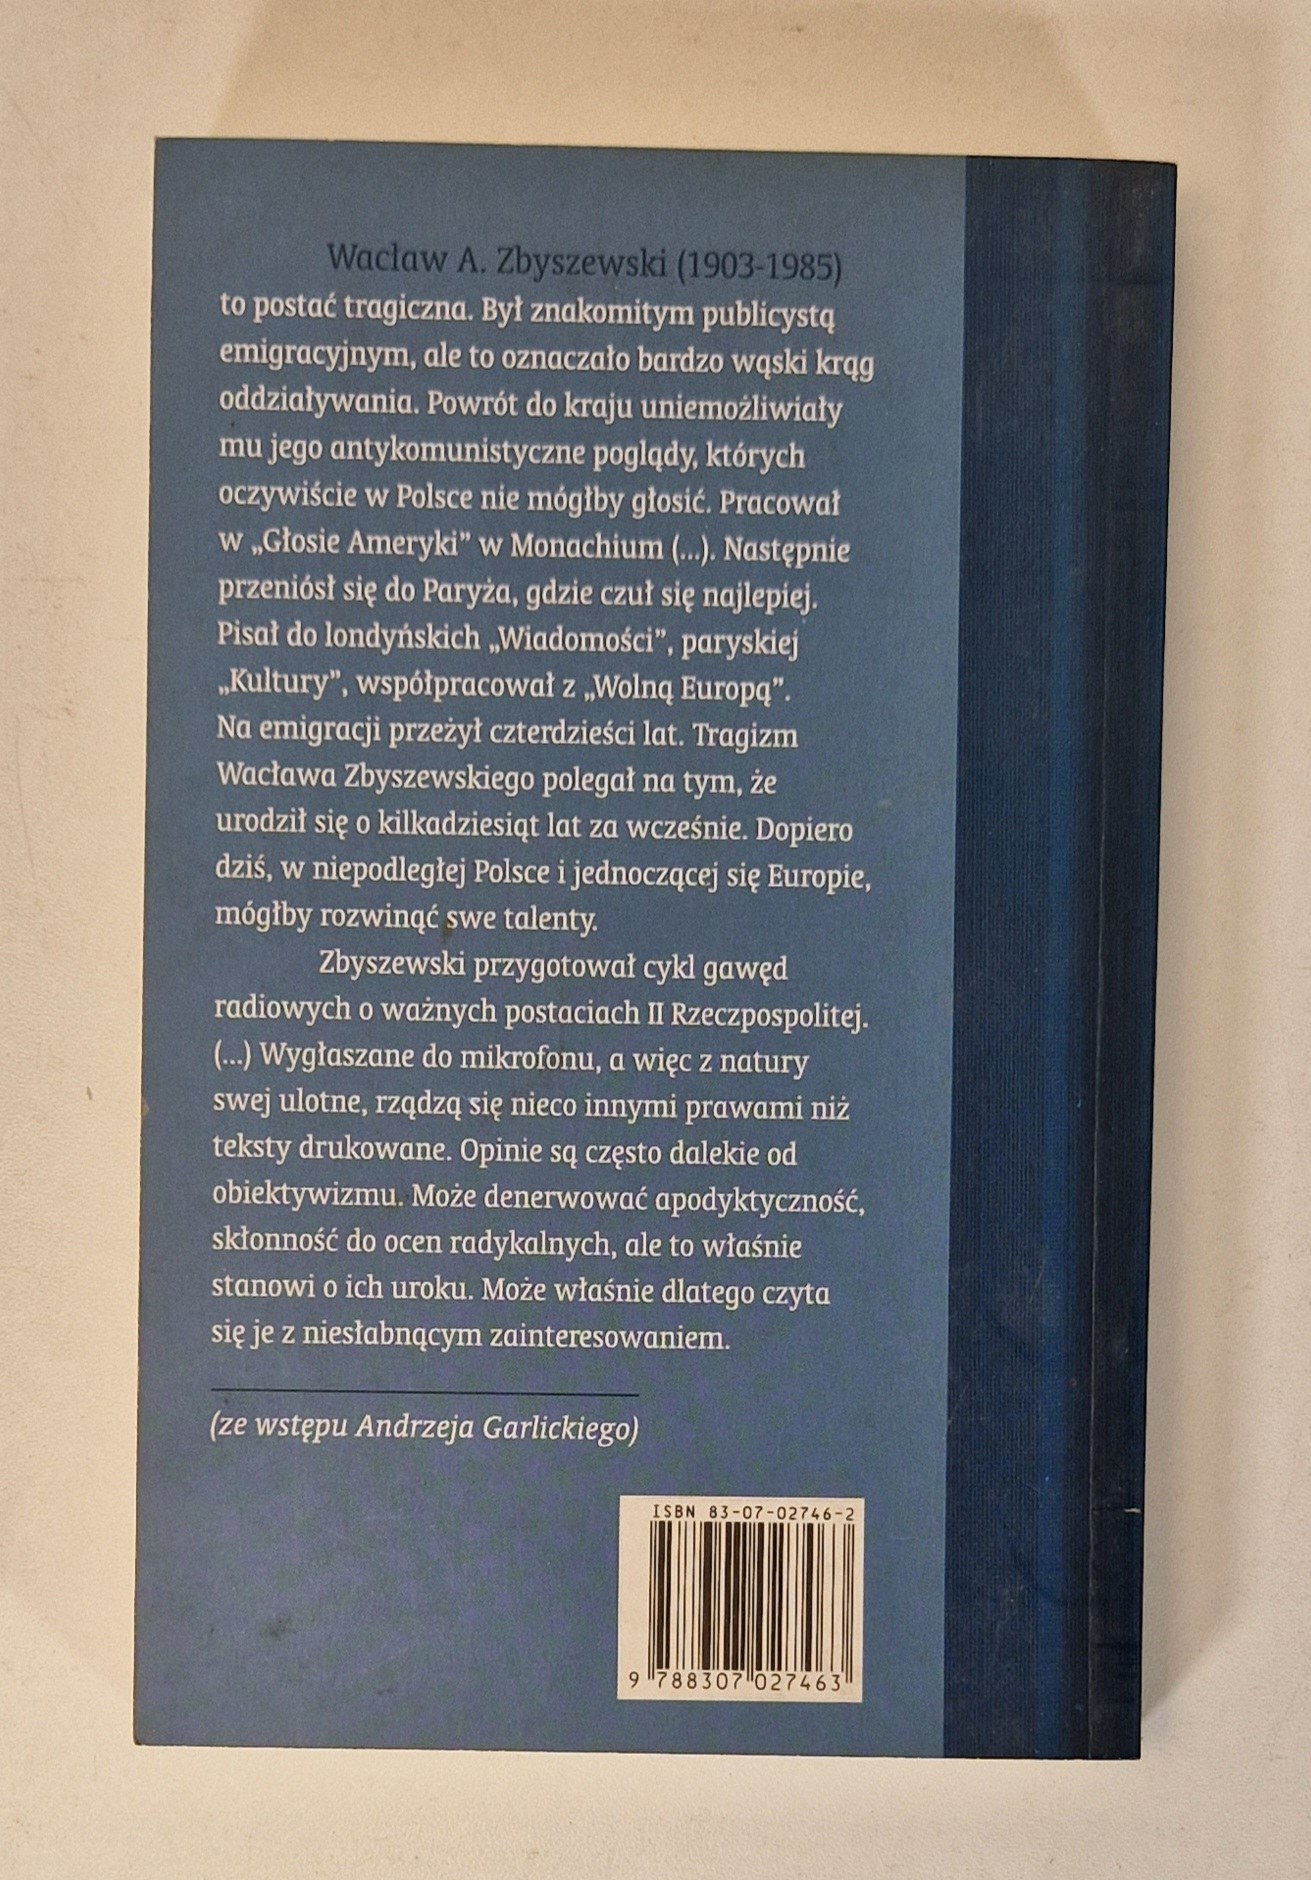 Wacław A. Zbyszewski (1903-1985)
to postać tragiczna. Był znakomitym publicystą
emigracyjnym, ale to oznaczało bardzo wąski krąg
oddziaływania. Powrót do kraju uniemożliwiały
mu jego antykomunistyczne poglądy, których
oczywiście w Polsce nie mógłby głosić. Pracował
w „Głosie Ameryki” w Monachium (...). Następnie
przeniósł się do Paryża, gdzie czuł się najlepiej.
Pisał do londyńskich „Wiadomości”, paryskiej
„Kultury”, współpracował z „Wolną Europą”.
Na emigracji przeżył czterdzieści lat. Tragizm
Wacława Zbyszewskiego polegał na tym, że
urodził się o kilkadziesiąt lat za wcześnie. Dopiero
dziś, w niepodległej Polsce i jednoczącej się Europie,
mógłby rozwinąć swe talenty.
Zbyszewski przygotował cykl gawęd
radiowych o ważnych postaciach II Rzeczpospolitej.
(...) Wygłaszane do mikrofonu, a więc z natury
swej ulotne, rządzą się nieco innymi prawami niż
teksty drukowane. Opinie są często dalekie od
obiektywizmu. Może denerwować apodyktyczność,
skłonność do ocen radykalnych, ale to właśnie
stanowi o ich uroku. Może właśnie dlatego czyta
się je z niesłabnącym zainteresowaniem.
(ze wstępu Andrzeja Garlickiego)
ISBN 83-07-02746-2
9 788307 027463